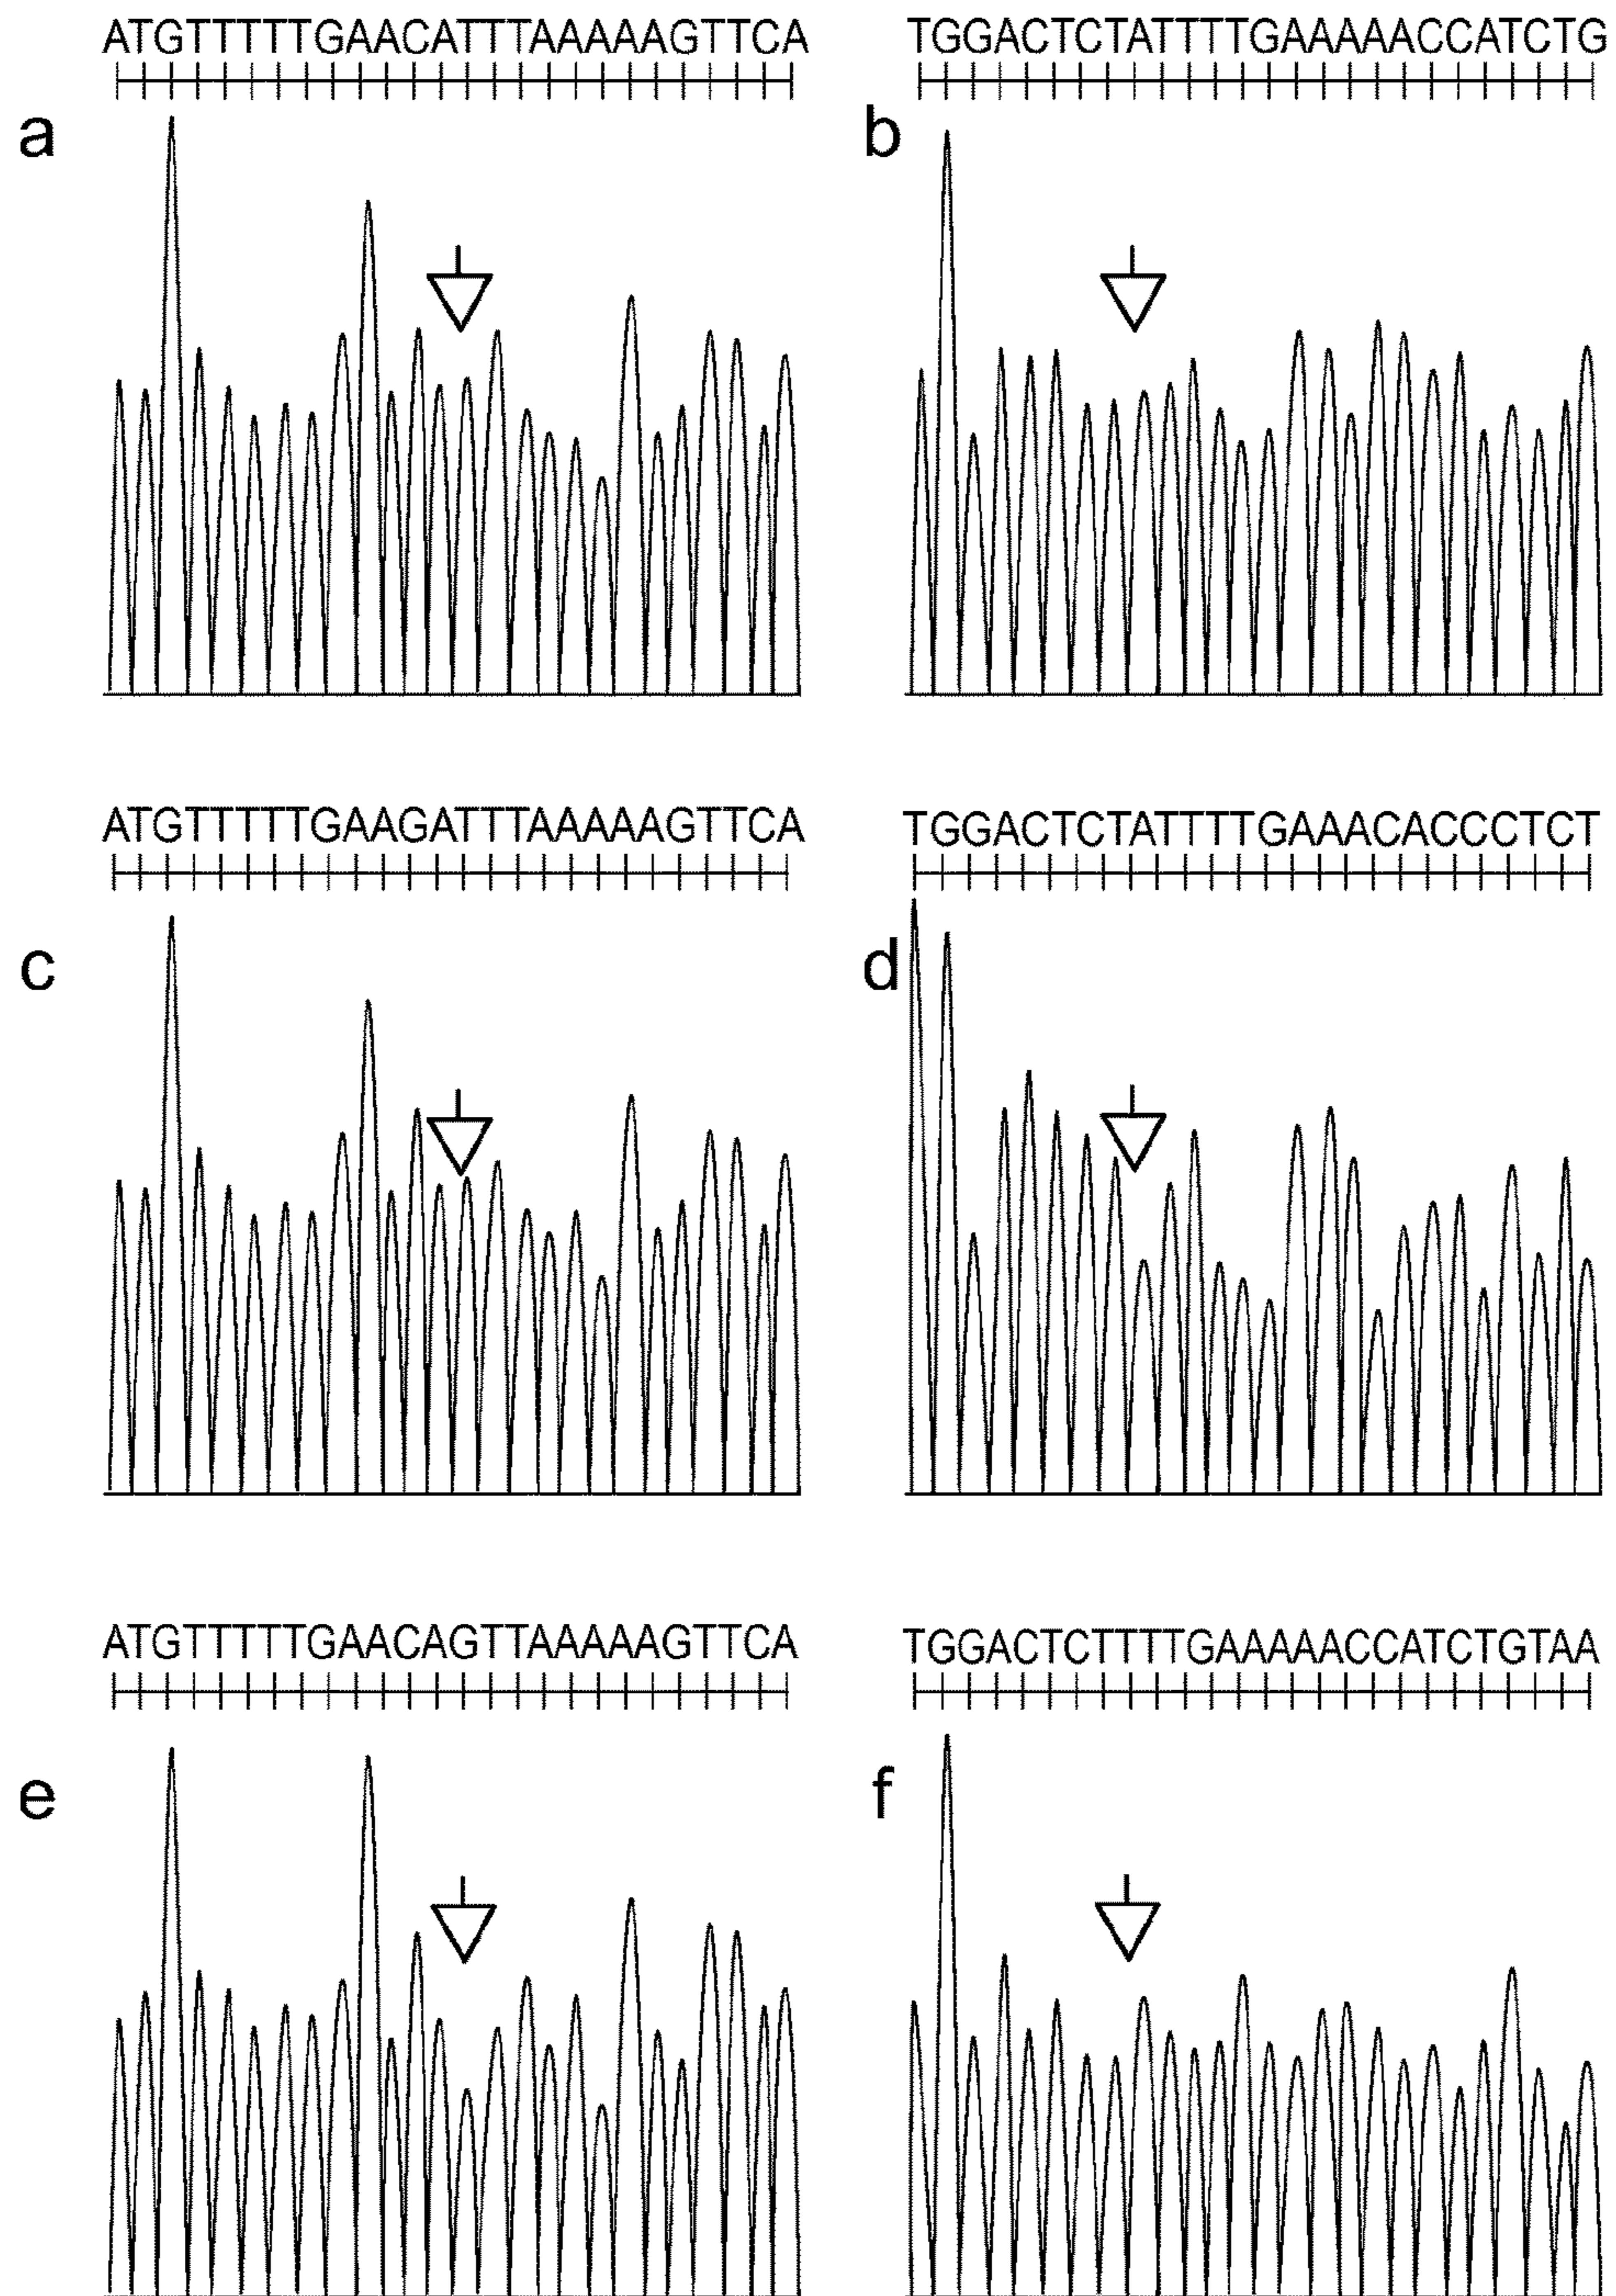 ATGTTTTTGAACATTTAAAAAGTTCA
TGGACTCTATTTTGAAAAACCATCTG
a
b
ATGTTTTTGAAGATTTAAAAAGTTCA
TGGACTCTATTTTGAAACACCCTCT
c
d
ATGTTTTTGAACAGTTAAAAAGTTCA
TGGACTCTTTTGAAAAACCATCTGTAA
e
f